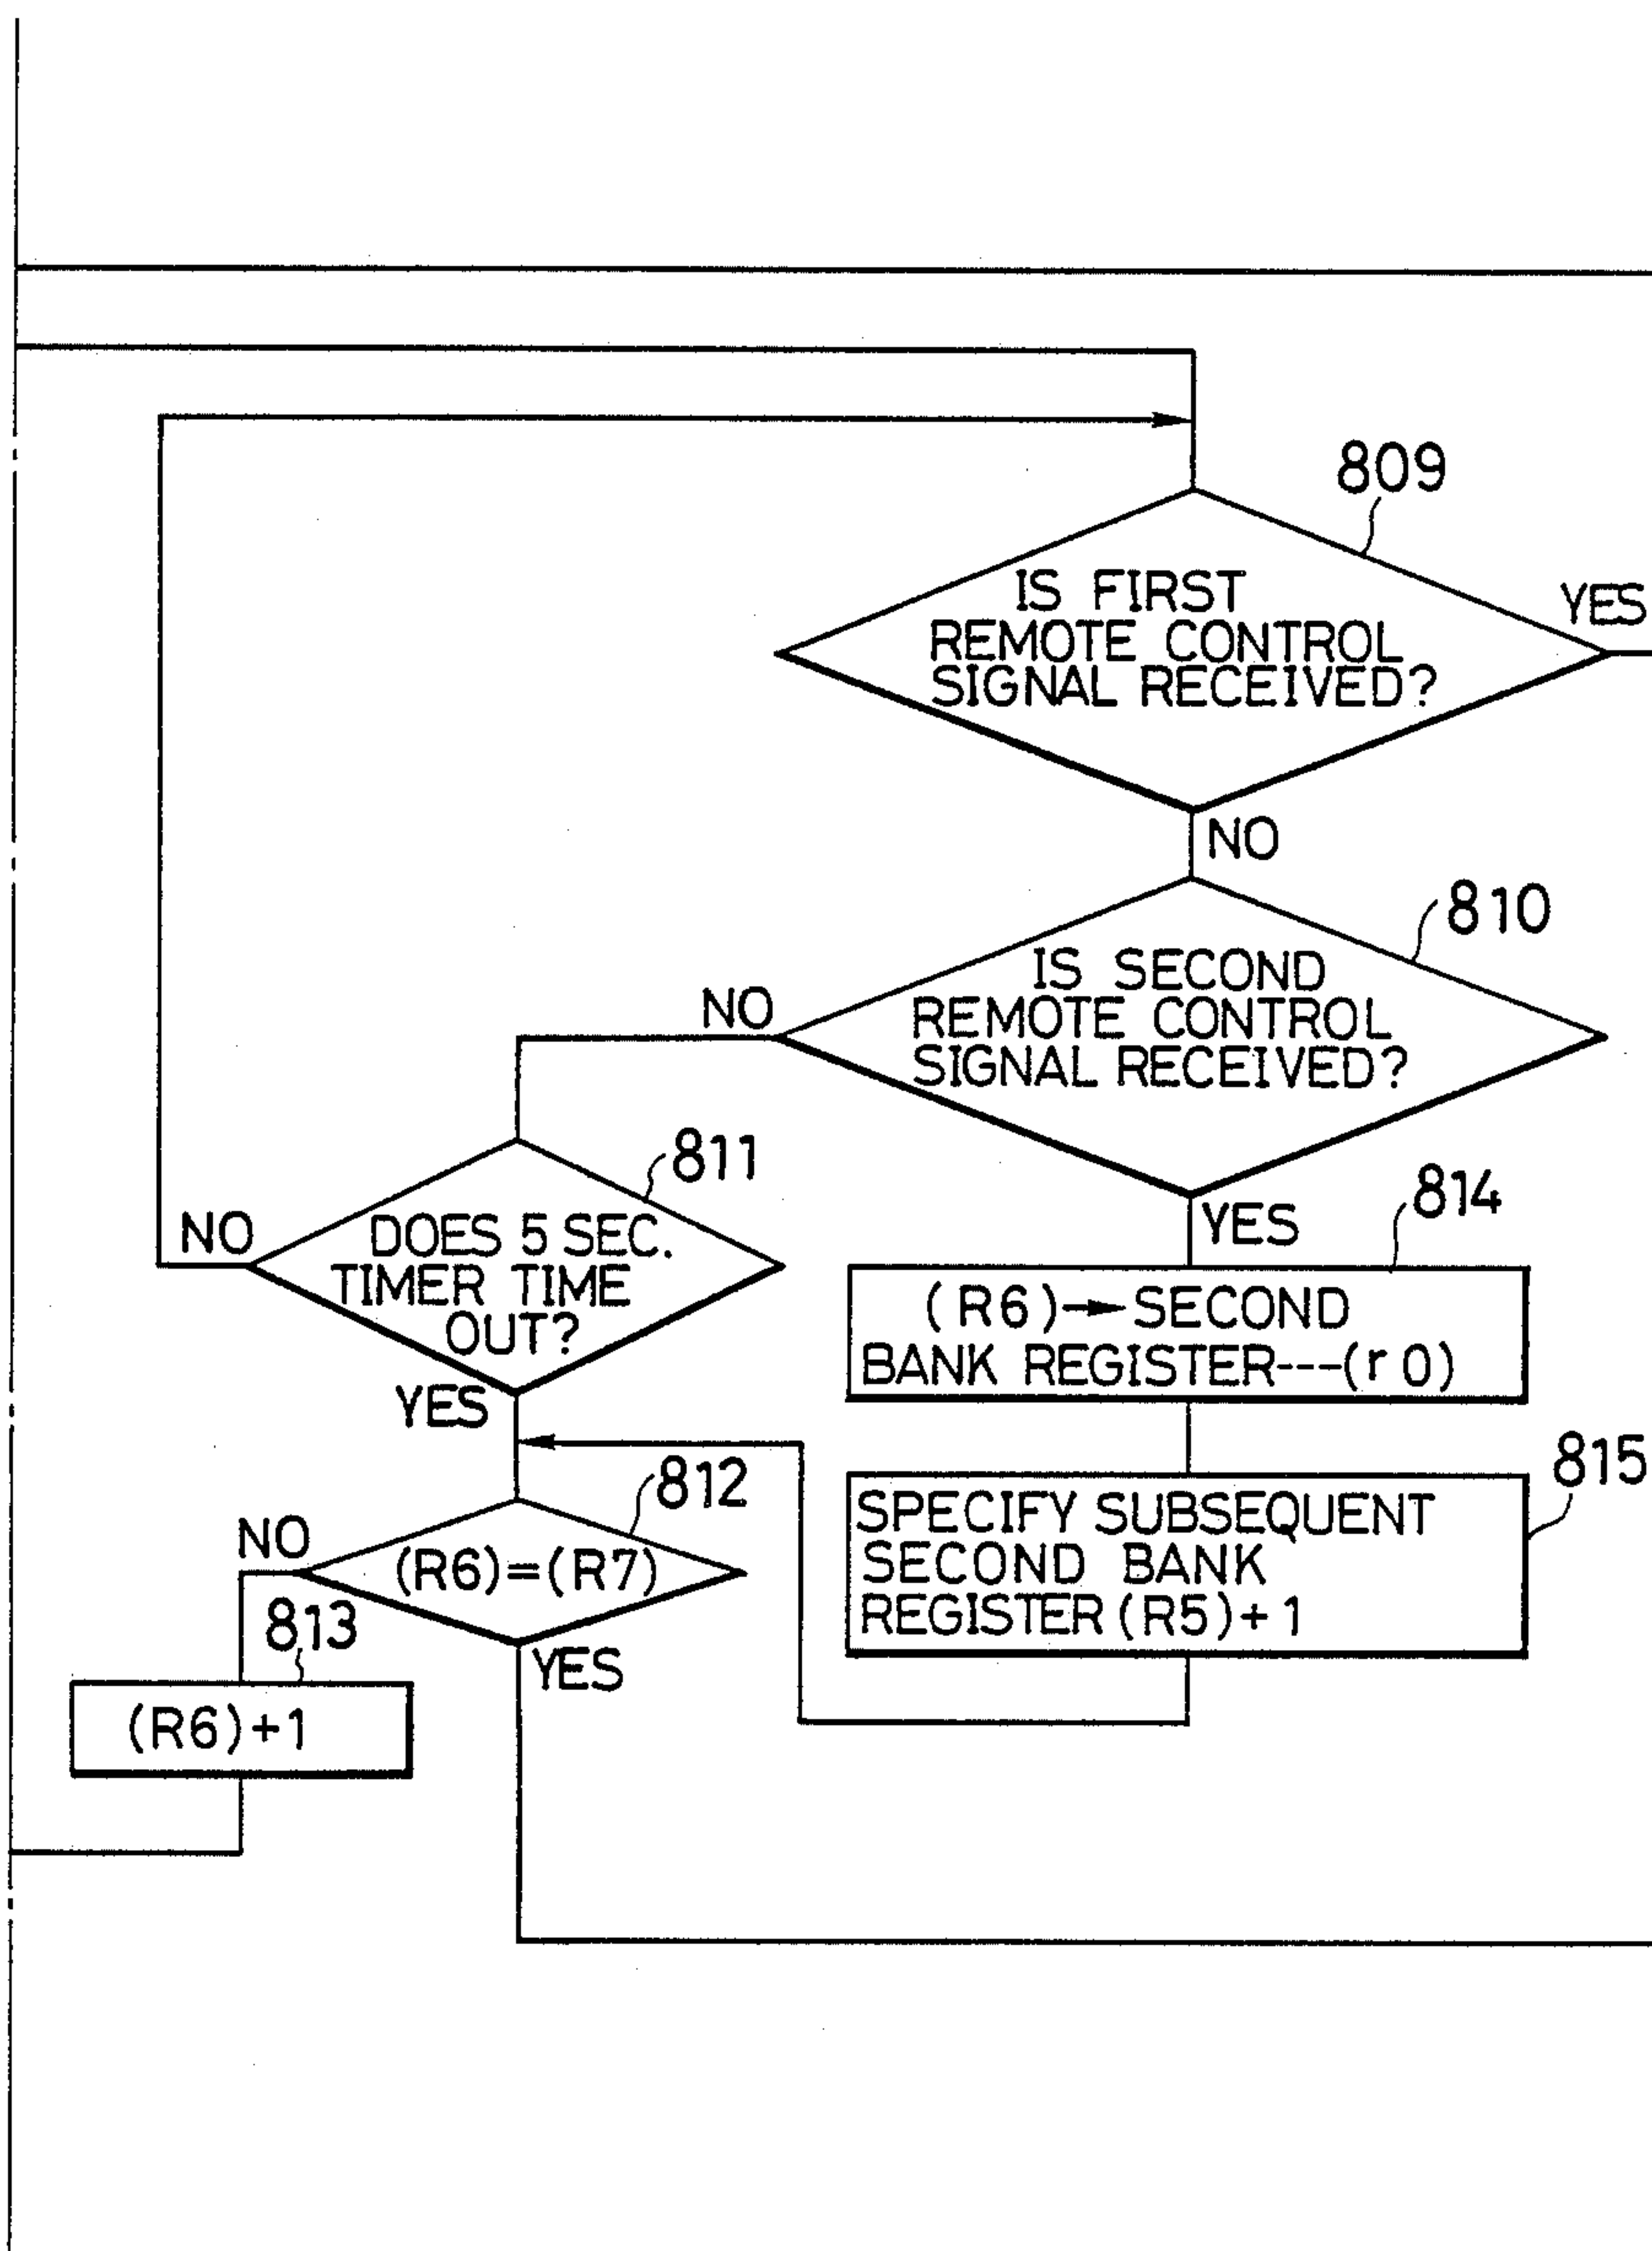 809
IS FIRST
REMOTE CONTROL
SIGNAL RECEIVED?
YES
NO
810
IS SECOND
REMOTE CONTROL
SIGNAL RECEIVED?
NO
YES
811
DOES 5 SEC.
TIMER TIME
OUT?
NO
YES
814
(R6)→SECOND
BANK REGISTER---(r0)
815
SPECIFY SUBSEQUENT
SECOND BANK
REGISTER (R5)+1
812
(R6)=(R7)
NO
YES
813
(R6)+1